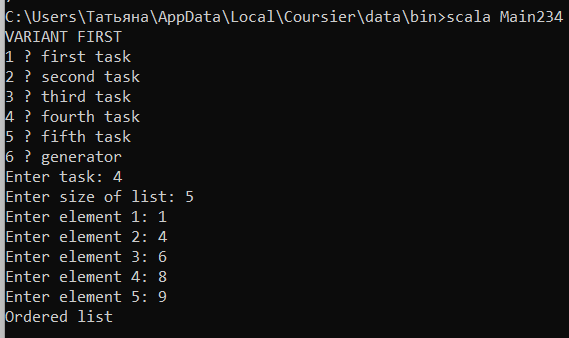 C:\Users\Татьяна\AppData\Local\Coursier\data\bin>scala Main234
VARIANT FIRST
1 ? first task
2 ? second task
3 ? third task
4 ? fourth task
5 ? fifth task
6 ? generator
Enter task: 4
Enter size of list: 5
Enter element 1: 1
Enter element 2: 4
Enter element 3: 6
Enter element 4: 8
Enter element 5: 9
Ordered list